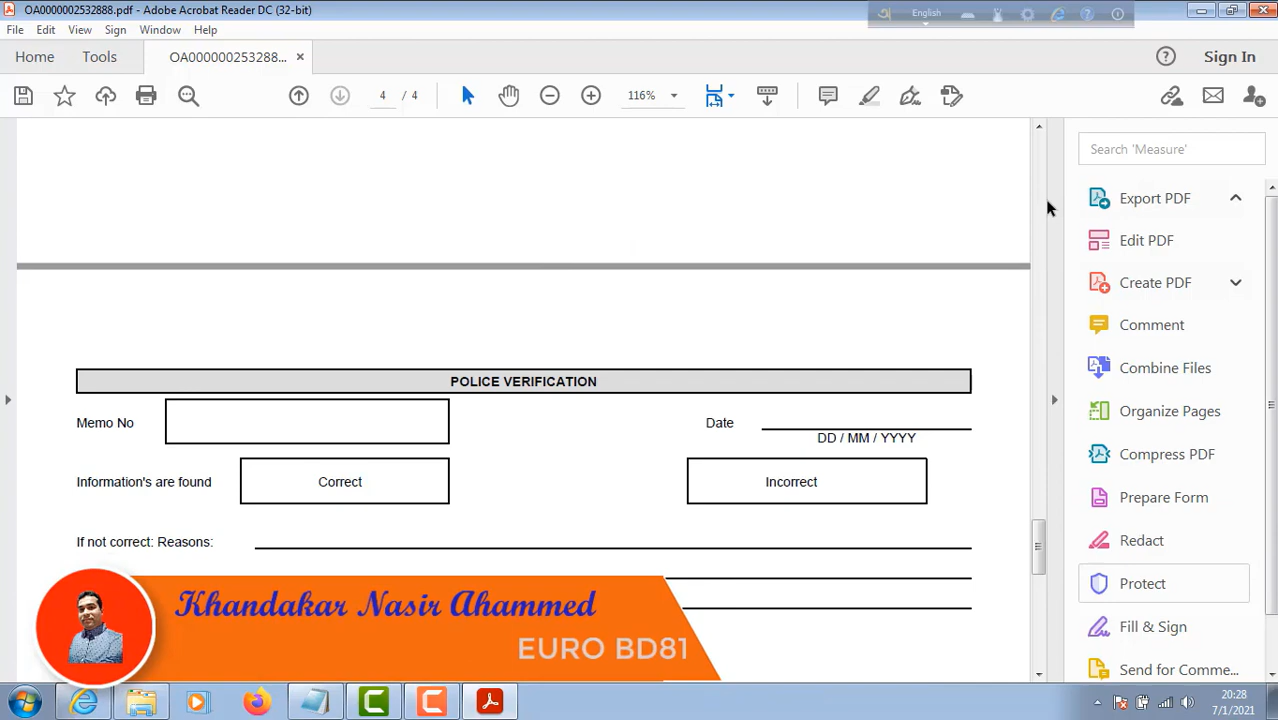 OA0000002532888.pdf - Adobe Acrobat Reader DC (32-bit)
English
File Edit View Sign Window Help
Home Tools OA000000253288... ×
Sign In
4 / 4
116%
Search 'Measure'
Export PDF
Edit PDF
Create PDF
Comment
Combine Files
Organize Pages
Compress PDF
Prepare Form
Redact
Protect
Fill & Sign
Send for Comme...
POLICE VERIFICATION
Memo No
Date
DD / MM / YYYY
Information's are found
Correct
Incorrect
If not correct: Reasons:
Khandakar Nasir Ahammed
EURO BD81
20:28
7/1/2021